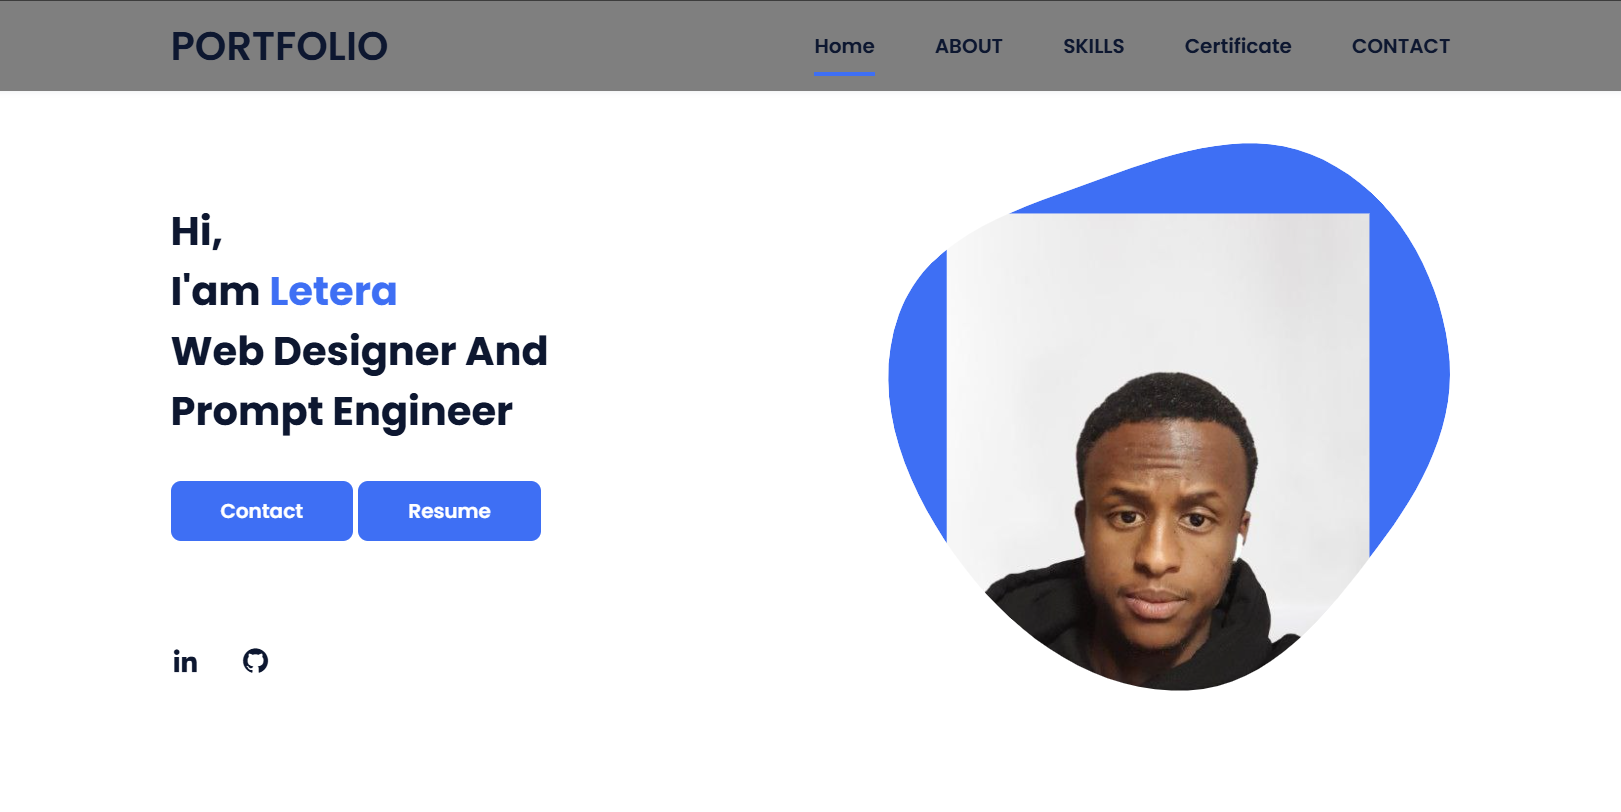 PORTFOLIO
Home ABOUT SKILLS Certificate CONTACT
Hi,
I'am Letera
Web Designer And
Prompt Engineer
Contact Resume
in